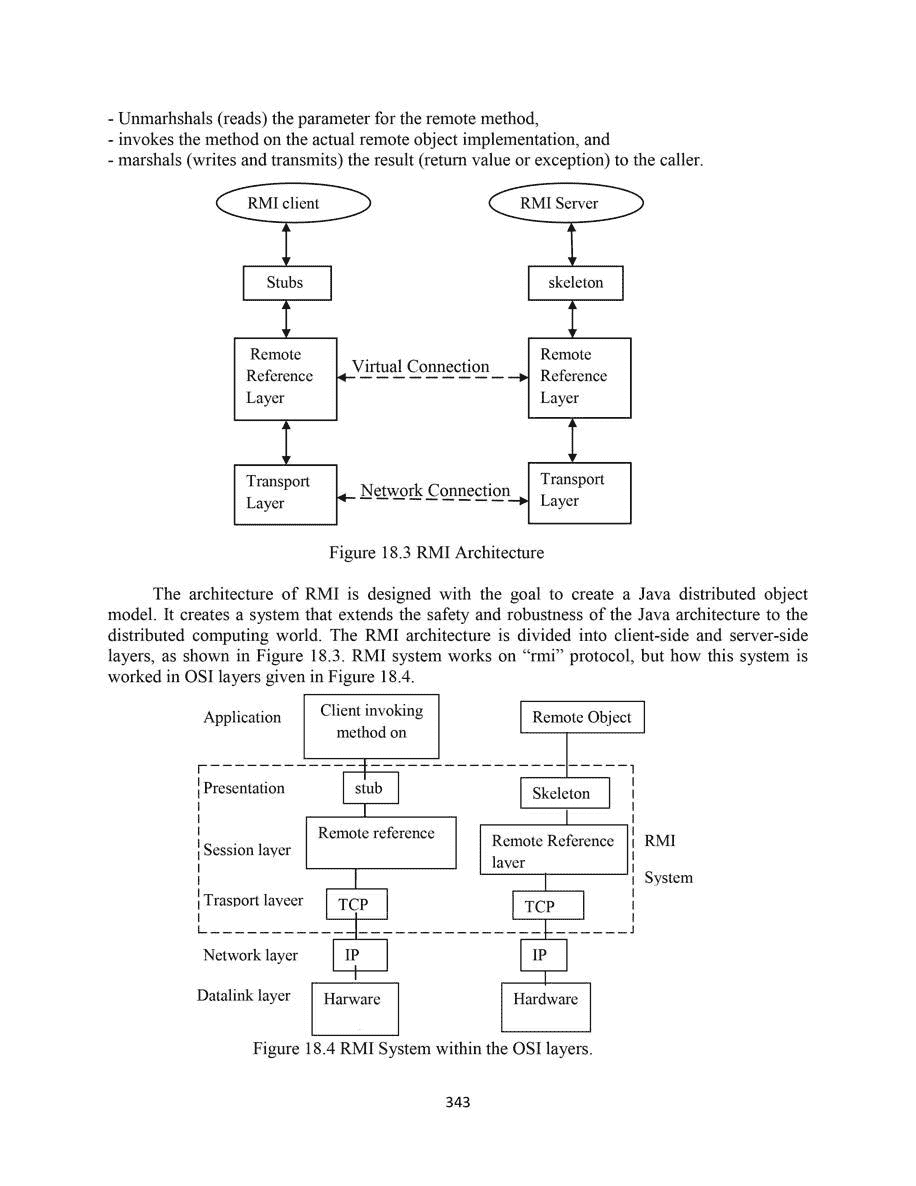 - Unmarhshals (reads) the parameter for the remote method,
- invokes the method on the actual remote object implementation, and
- marshals (writes and transmits) the result (return value or exception) to the caller.
RMI client
RMI Server
Stubs
skeleton
Remote
Reference
Layer
Virtual Connection
Remote
Reference
Layer
Transport
Layer
Network Connection
Transport
Layer
Figure 18.3 RMI Architecture
The architecture of RMI is designed with the goal to create a Java distributed object
model. It creates a system that extends the safety and robustness of the Java architecture to the
distributed computing world. The RMI architecture is divided into client-side and server-side
layers, as shown in Figure 18.3. RMI system works on “rmi” protocol, but how this system is
worked in OSI layers given in Figure 18.4.
Application
Client invoking
method on
Remote Object
Presentation
stub
Skeleton
Session layer
Remote reference
Remote Reference
layer
RMI
System
Trasport layeer
TCP
TCP
Network layer
IP
IP
Datalink layer
Harware
Hardware
Figure 18.4 RMI System within the OSI layers.
343